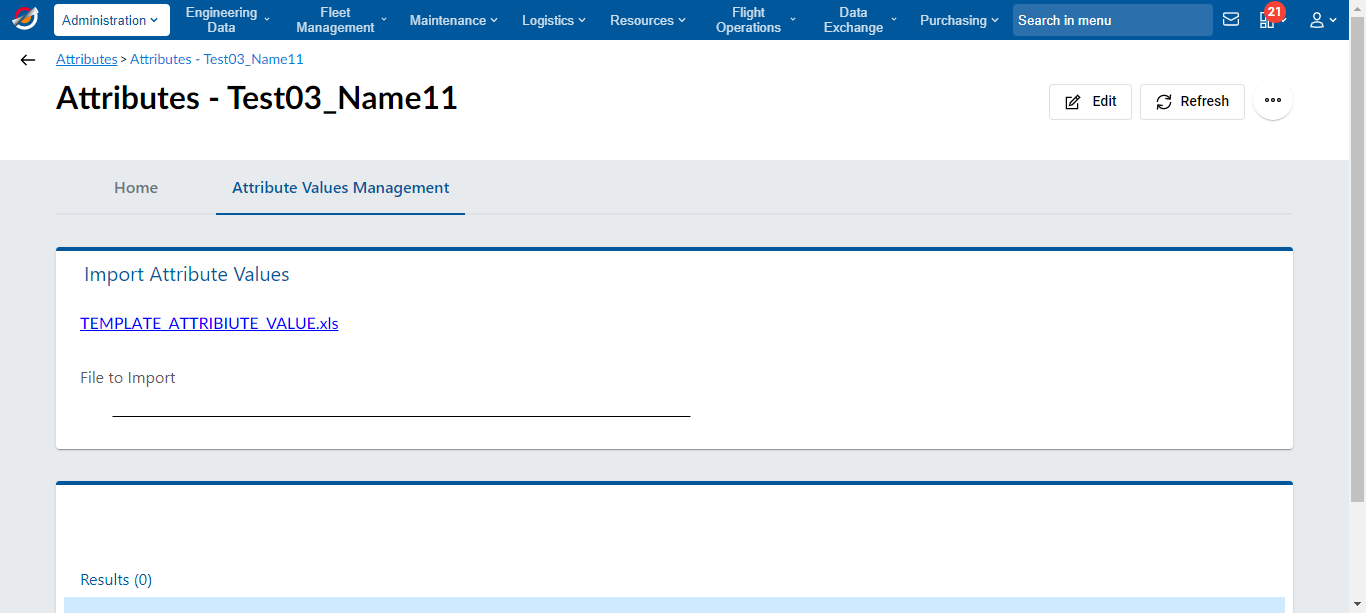 Administration
Engineering Data
Fleet Management
Maintenance
Logistics
Resources
Flight Operations
Data Exchange
Purchasing
Search in menu
21
Attributes > Attributes - Test03_Name11
Attributes - Test03_Name11
Edit
Refresh
Home
Attribute Values Management
Import Attribute Values
TEMPLATE_ATTRIBIUTE_VALUE.xls
File to Import
Results (0)